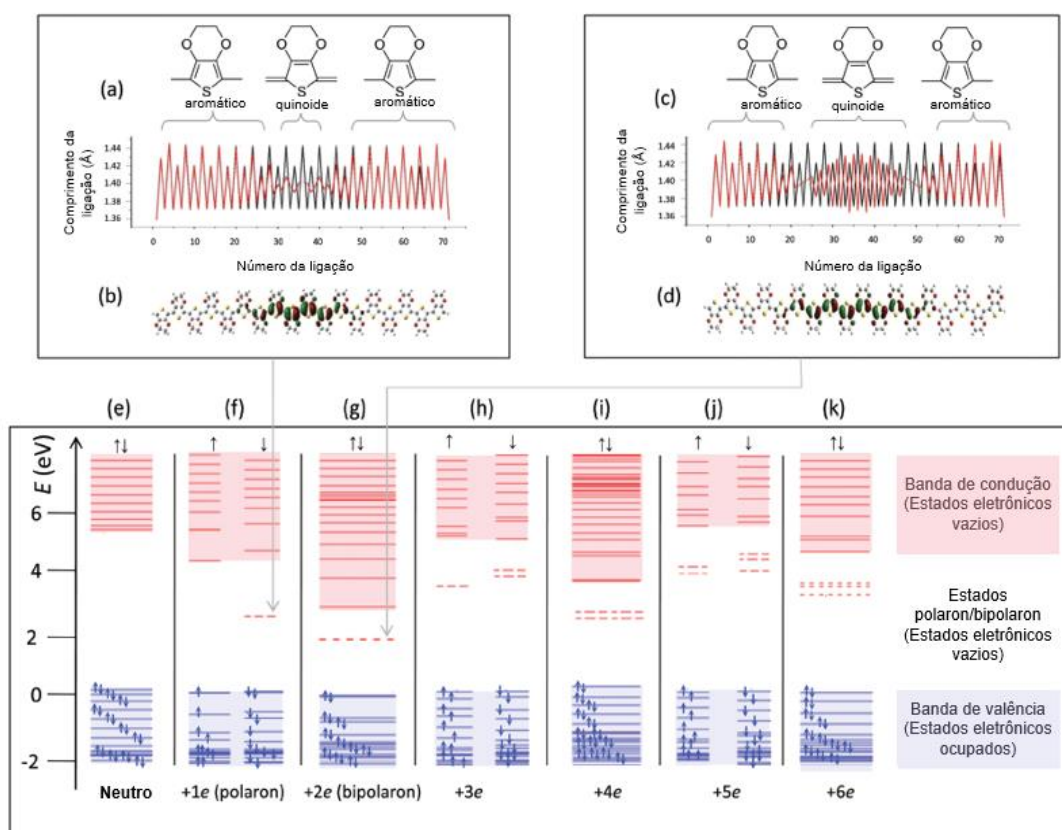 O O
S
aromático
O O
S
quinoide
O O
S
aromático
(a)
Comprimento da
ligação (Å)
1.44
1.42
1.40
1.38
1.36
0 10 20 30 40 50 60 70
Número da ligação
(b)
O O
S
aromático
O O
S
quinoide
O O
S
aromático
(c)
Comprimento da
ligação (Å)
1.44
1.42
1.40
1.38
1.36
0 10 20 30 40 50 60 70
Número da ligação
(d)
(e) (f) (g) (h) (i) (j) (k)
E (eV)
↑↓ ↑ ↓ ↑↓ ↑ ↓ ↑↓ ↑ ↓ ↑↓
6
4
2
0
-2
Banda de condução
(Estados eletrônicos
vazios)
Estados
polaron/bipolaron
(Estados eletrônicos
vazios)
Banda de valência
(Estados eletrônicos
ocupados)
Neutro +1e (polaron) +2e (bipolaron) +3e +4e +5e +6e